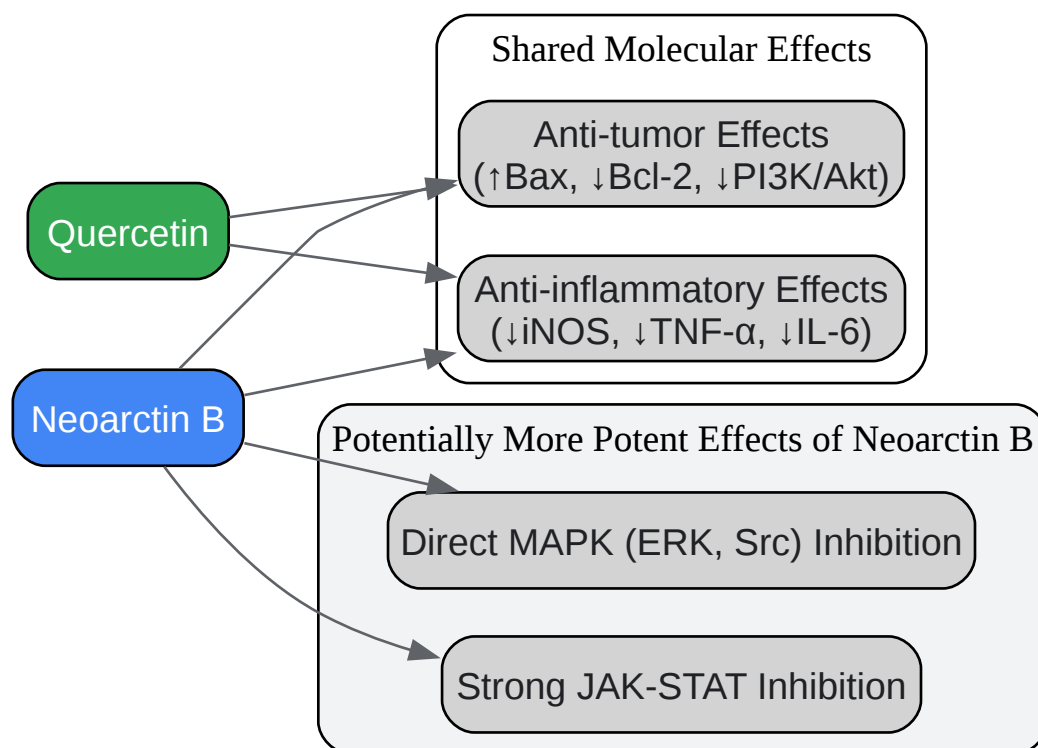 Shared Molecular Effects
Anti-tumor Effects
(↑Bax, ↓Bcl-2, ↓PI3K/Akt)
Quercetin
Anti-inflammatory Effects
(↓iNOS, ↓TNF-α, ↓IL-6)
Neoarctin B
Potentially More Potent Effects of Neoarctin B
Direct MAPK (ERK, Src) Inhibition
Strong JAK-STAT Inhibition